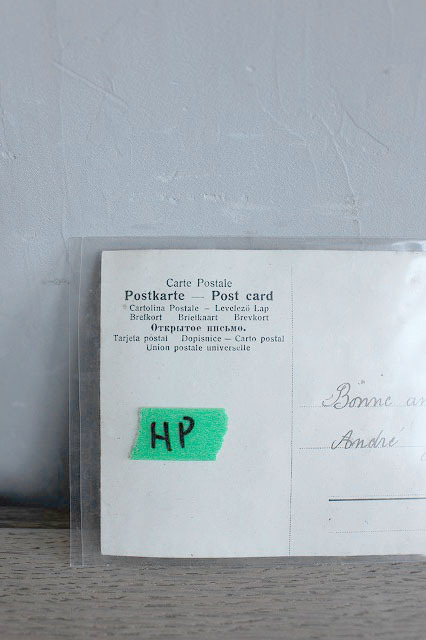 Carte Postale
Postkarte — Post card
Cartolina Postale – Levelező Lap
Brefkort Briefkaart Brevkort
Открытое письмо.
Tarjeta postal Dopisnice — Carto postal
Union postale universelle
HP
Bonne an
André